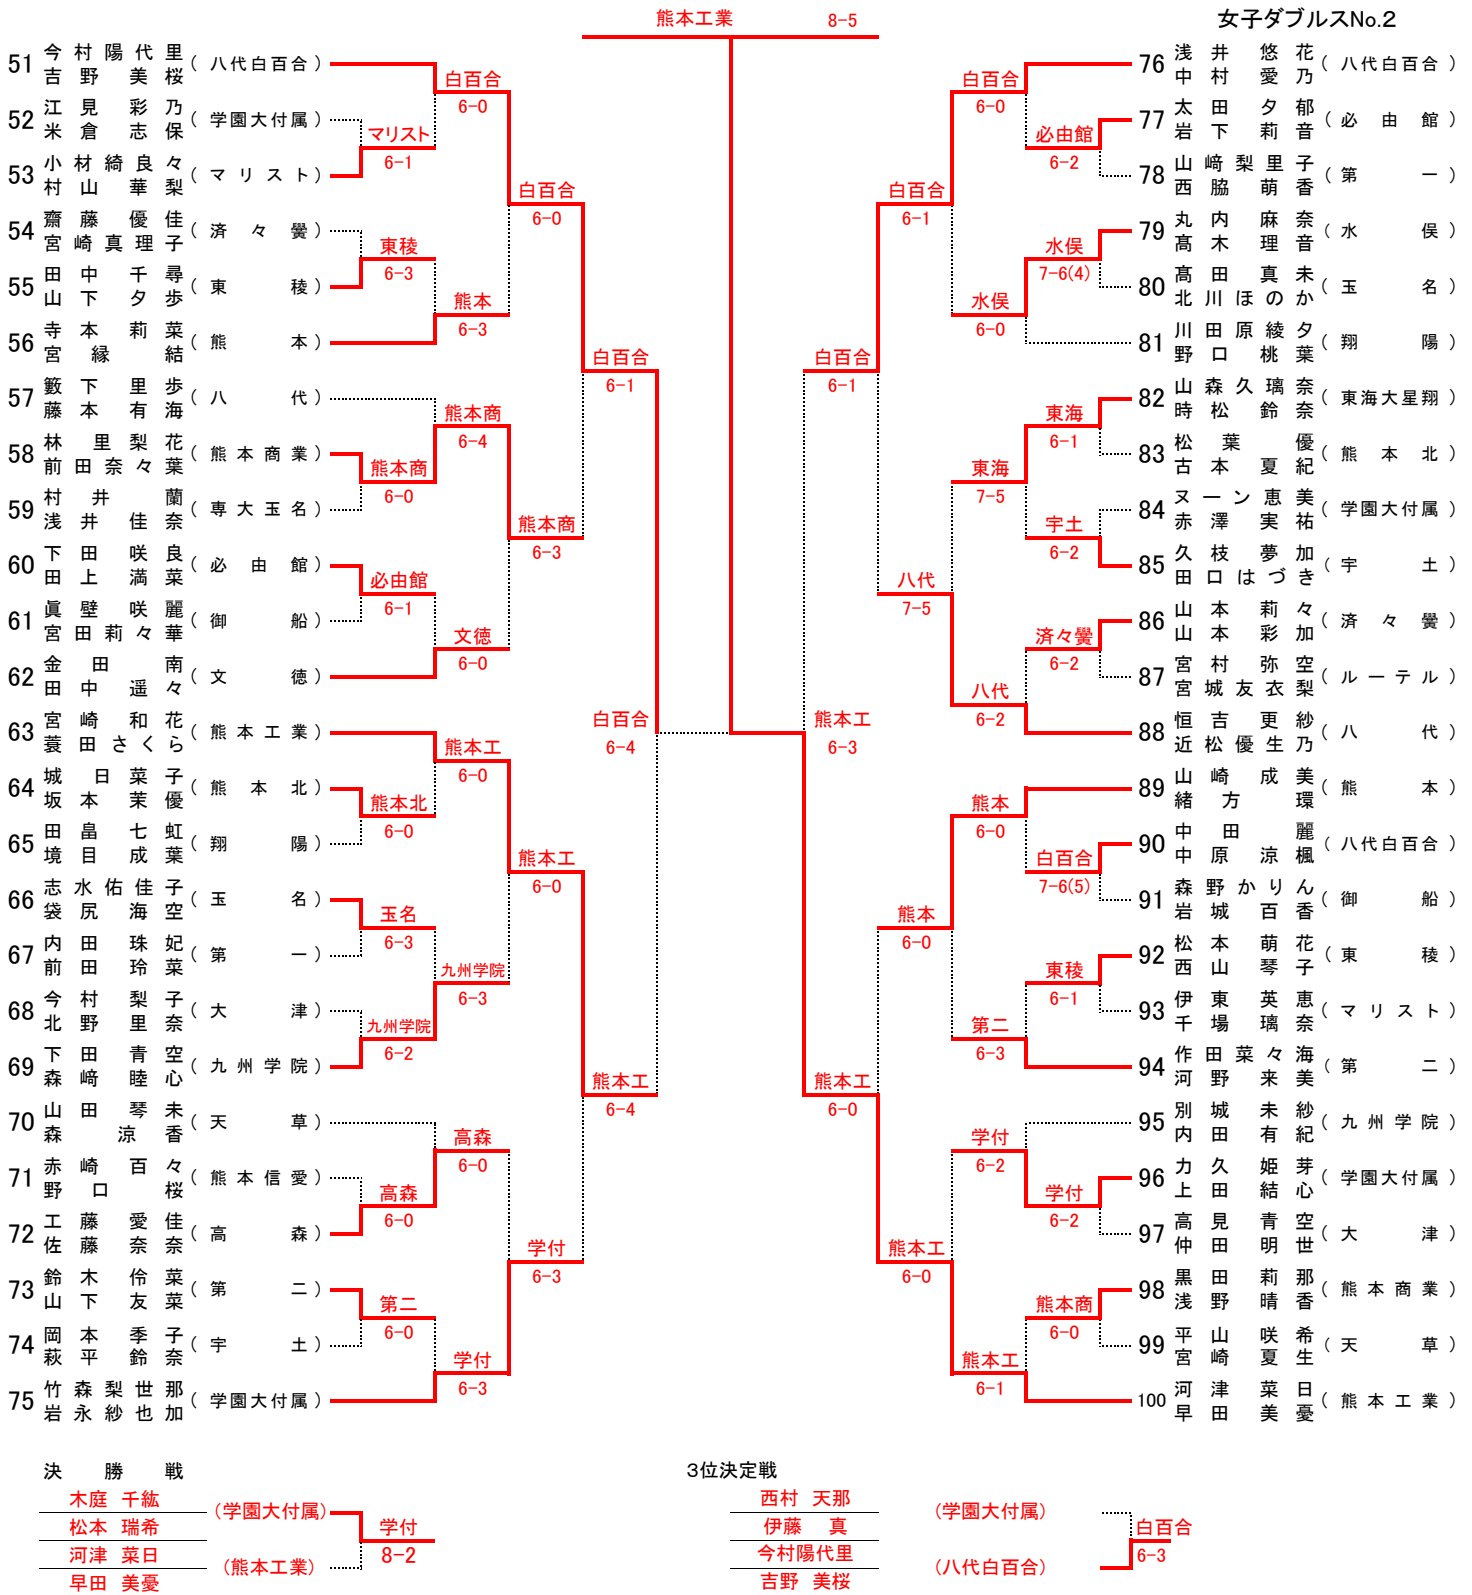 熊本工業 8-5
女子ダブルスNo.2
51 今村陽代里 吉野美桜 (八代白百合)
52 江見彩乃 米倉志保 (学園大付属)
53 小材綺良々 村山華梨 (マリスト)
54 齋藤優佳 宮崎真理子 (済々黌)
55 田中千尋 山下夕歩 (東稜)
56 寺本莉菜 宮縁結 (熊本)
57 籔下里歩 藤本有海 (八代)
58 林里梨花 前田奈々葉 (熊本商業)
59 村井蘭 浅井佳奈 (専大玉名)
60 下田咲良 田上満菜 (必由館)
61 眞壁咲麗 宮田莉々華 (御船)
62 金田南 田中遥々 (文徳)
63 宮崎和花 蓑田さくら (熊本工業)
64 城日菜子 坂本茉優 (熊本北)
65 田畠七虹 境目成葉 (翔陽)
66 志水佑佳子 袋尻海空 (玉名)
67 内田珠妃 前田玲菜 (第一)
68 今村梨子 北野里奈 (大津)
69 下田青空 森﨑睦心 (九州学院)
70 山田琴未 森涼香 (天草)
71 赤崎百々 野口桜 (熊本信愛)
72 工藤愛佳 佐藤奈奈 (高森)
73 鈴木伶菜 山下友菜 (第二)
74 岡本季子 萩平鈴奈 (宇土)
75 竹森梨世那 岩永紗也加 (学園大付属)
マリスト 6-1
東稜 6-3
熊本商 6-0
必由館 6-1
熊本北 6-0
玉名 6-3
九州学院 6-2
高森 6-0
第二 6-0
白百合 6-0
熊本 6-3
熊本商 6-4
文徳 6-0
熊本工 6-0
九州学院 6-3
高森 6-0
学付 6-3
白百合 6-0
熊本商 6-3
熊本工 6-0
学付 6-3
白百合 6-1
熊本工 6-4
白百合 6-4
熊本工 6-3
白百合 6-1
熊本工 6-0
白百合 6-1
八代 7-5
熊本 6-0
熊本工 6-0
白百合 6-0
水俣 6-0
東海 7-5
八代 6-2
熊本 6-0
第二 6-3
学付 6-2
熊本工 6-1
必由館 6-2
水俣 7-6(4)
東海 6-1
宇土 6-2
済々黌 6-2
白百合 7-6(5)
東稜 6-1
学付 6-2
熊本商 6-0
76 浅井悠花 中村愛乃 (八代白百合)
77 太田夕郁 岩下莉音 (必由館)
78 山﨑梨里子 西脇萌香 (第一)
79 丸内麻奈 髙木理音 (水俣)
80 髙田真未 北川ほのか (玉名)
81 川田原綾夕 野口桃葉 (翔陽)
82 山森久璃奈 時松鈴奈 (東海大星翔)
83 松葉優 古本夏紀 (熊本北)
84 ヌーン恵美 赤澤実祐 (学園大付属)
85 久枝夢加 田口はづき (宇土)
86 山本莉々 山本彩加 (済々黌)
87 宮村弥空 宮城友衣梨 (ルーテル)
88 恒吉更紗 近松優生乃 (八代)
89 山崎成美 緒方環 (熊本)
90 中田麗 中原涼楓 (八代白百合)
91 森野かりん 岩城百香 (御船)
92 松本萌花 西山琴子 (東稜)
93 伊東英恵 千場璃奈 (マリスト)
94 作田菜々海 河野来美 (第二)
95 別城未紗 内田有紀 (九州学院)
96 力久姫芽 上田結心 (学園大付属)
97 高見青空 仲田明世 (大津)
98 黒田莉那 浅野晴香 (熊本商業)
99 平山咲希 宮崎夏生 (天草)
100 河津菜日 早田美憂 (熊本工業)
決勝戦
木庭 千紘
松本 瑞希
(学園大付属)
河津 菜日
早田 美憂
(熊本工業)
学付
8-2
3位決定戦
西村 天那
伊藤 真
(学園大付属)
今村陽代里
吉野 美桜
(八代白百合)
白百合
6-3